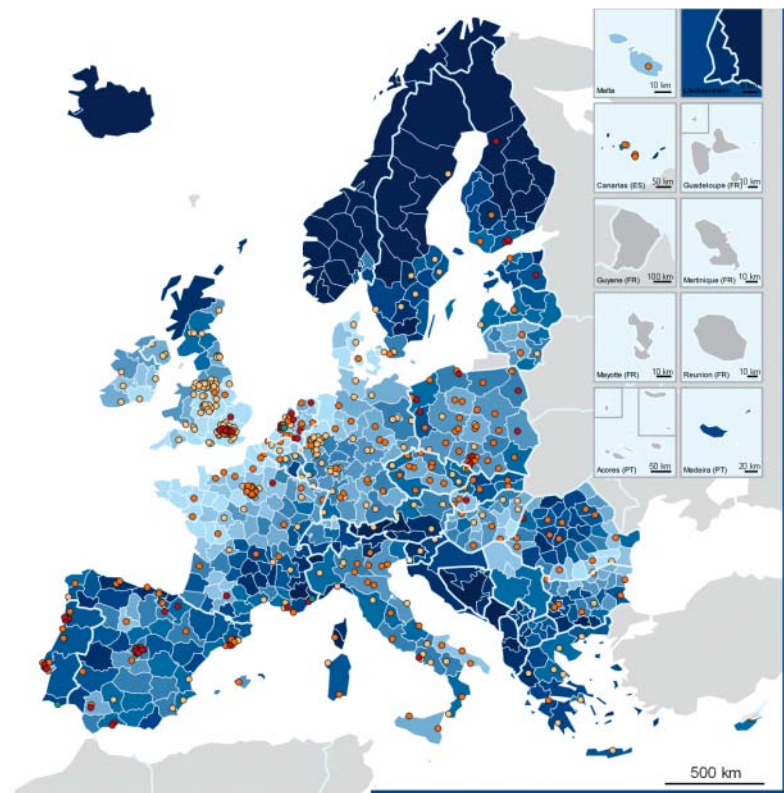 Malta
10 km
Liechtenstein
Canarias (ES)
50 km
Guadeloupe (FR)
10 km
Guyane (FR)
100 km
Martinique (FR)
10 km
Mayotte (FR)
10 km
Reunion (FR)
10 km
Acores (PT)
50 km
Madeira (PT)
20 km
500 km